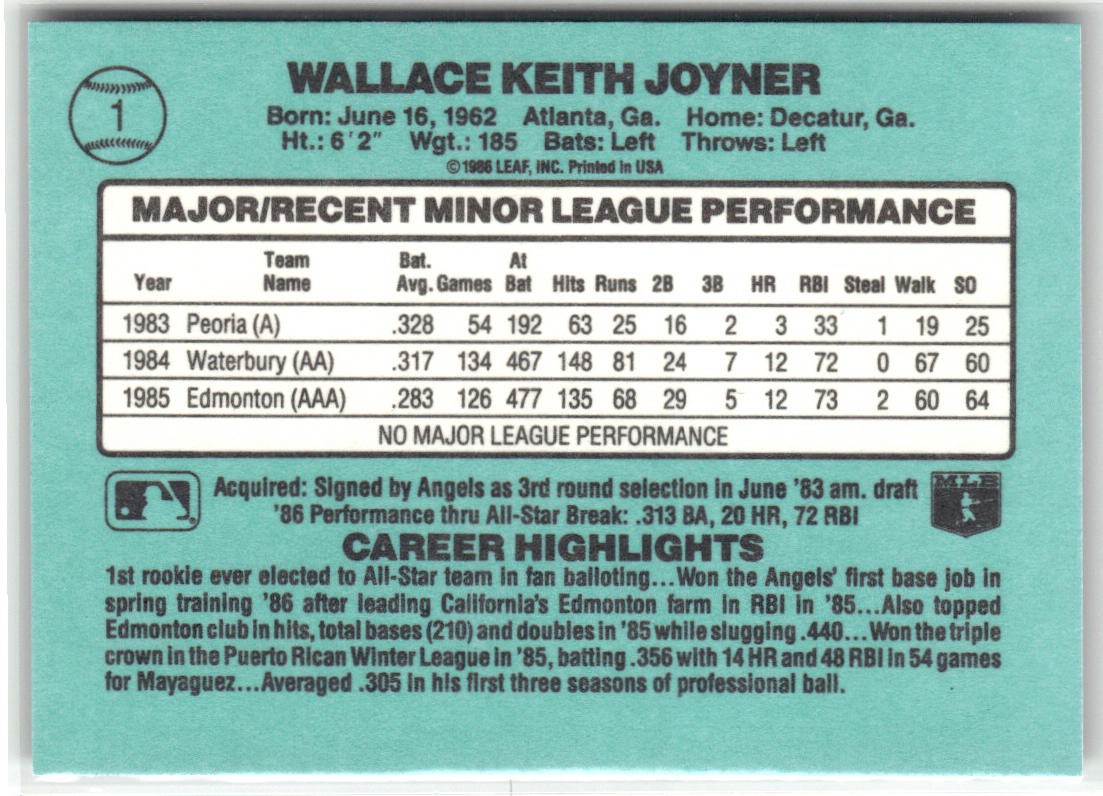 1
WALLACE KEITH JOYNER
Born: June 16, 1962 Atlanta, Ga. Home: Decatur, Ga.
Ht.: 6'2" Wgt.: 185 Bats: Left Throws: Left
©1986 LEAF, INC. Printed in USA
MAJOR/RECENT MINOR LEAGUE PERFORMANCE
Year Team Name Bat. Avg. Games At Bat Hits Runs 2B 3B HR RBI Steal Walk SO
1983 Peoria (A) .328 54 192 63 25 16 2 3 33 1 19 25
1984 Waterbury (AA) .317 134 467 148 81 24 7 12 72 0 67 60
1985 Edmonton (AAA) .283 126 477 135 68 29 5 12 73 2 60 64
NO MAJOR LEAGUE PERFORMANCE
Acquired: Signed by Angels as 3rd round selection in June '83 am. draft
'86 Performance thru All-Star Break: .313 BA, 20 HR, 72 RBI
MLB
CAREER HIGHLIGHTS
1st rookie ever elected to All-Star team in fan balloting...Won the Angels' first base job in
spring training '86 after leading California's Edmonton farm in RBI in '85...Also topped
Edmonton club in hits, total bases (210) and doubles in '85 while slugging .440...Won the triple
crown in the Puerto Rican Winter League in '85, batting .356 with 14 HR and 48 RBI in 54 games
for Mayaguez...Averaged .305 in his first three seasons of professional ball.